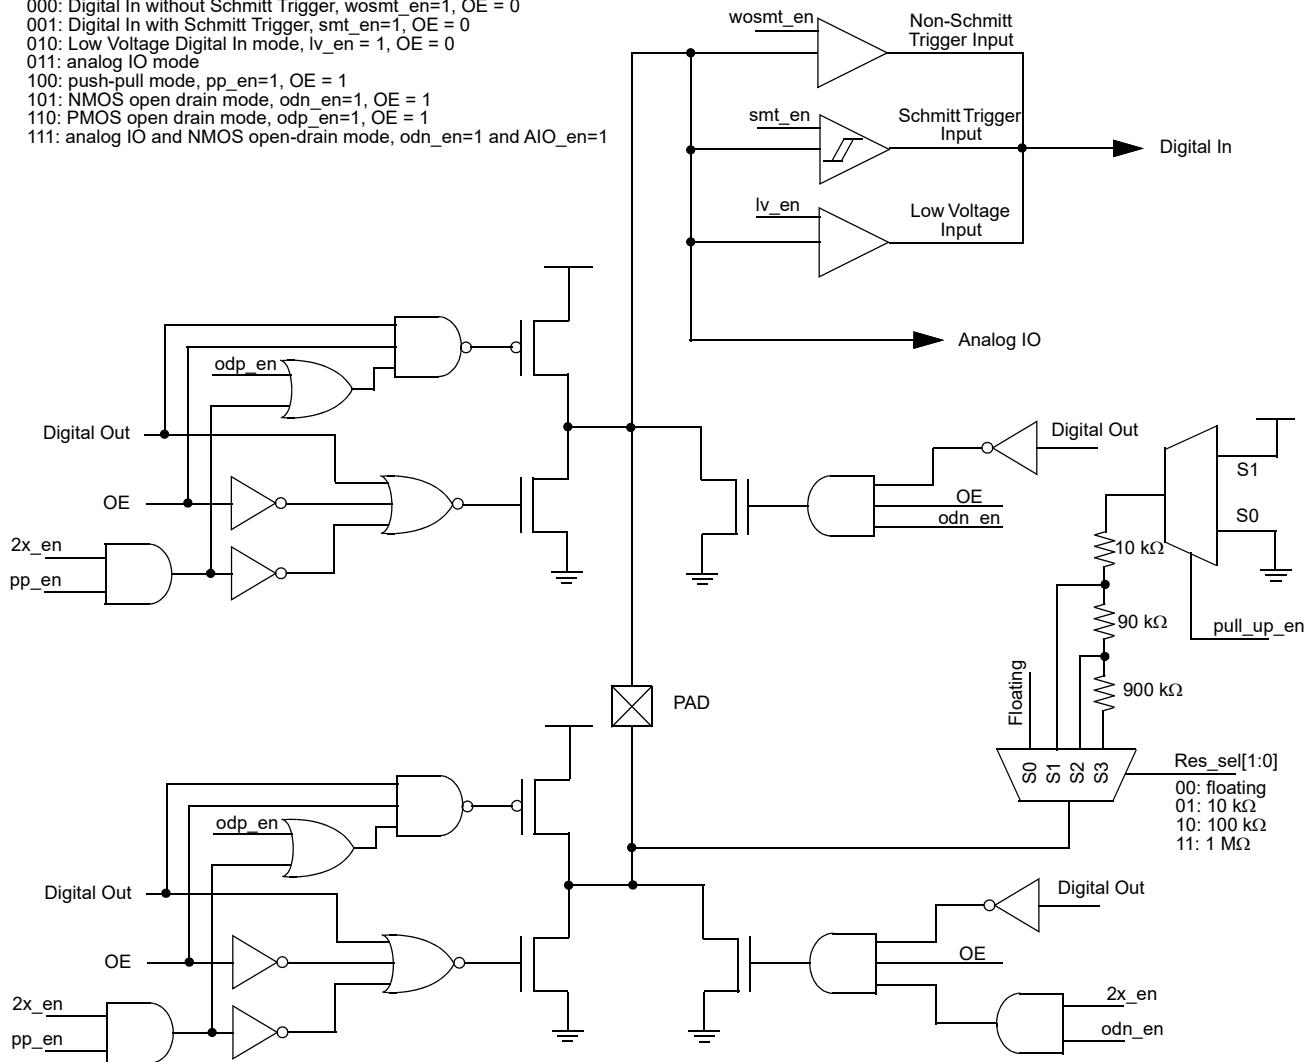 000: Digital In without Schmitt Trigger, wosmt_en=1, OE = 0
001: Digital In with Schmitt Trigger, smt_en=1, OE = 0
010: Low Voltage Digital In mode, lv_en = 1, OE = 0
011: analog IO mode
100: push-pull mode, pp_en=1, OE = 1
101: NMOS open drain mode, odn_en=1, OE = 1
110: PMOS open drain mode, odp_en=1, OE = 1
111: analog IO and NMOS open-drain mode, odn_en=1 and AIO_en=1
wosmt_en
Non-Schmitt
Trigger Input
smt_en
Schmitt Trigger
Input
Digital In
lv_en
Low Voltage
Input
Analog IO
odp_en
Digital Out
OE
2x_en
pp_en
Digital Out
OE
odn_en
S1
S0
10 kΩ
90 kΩ
pull_up_en
900 kΩ
Floating
PAD
S0
S1
S2
S3
Res_sel[1:0]
00: floating
01: 10 kΩ
10: 100 kΩ
11: 1 MΩ
odp_en
Digital Out
OE
2x_en
pp_en
Digital Out
OE
2x_en
odn_en